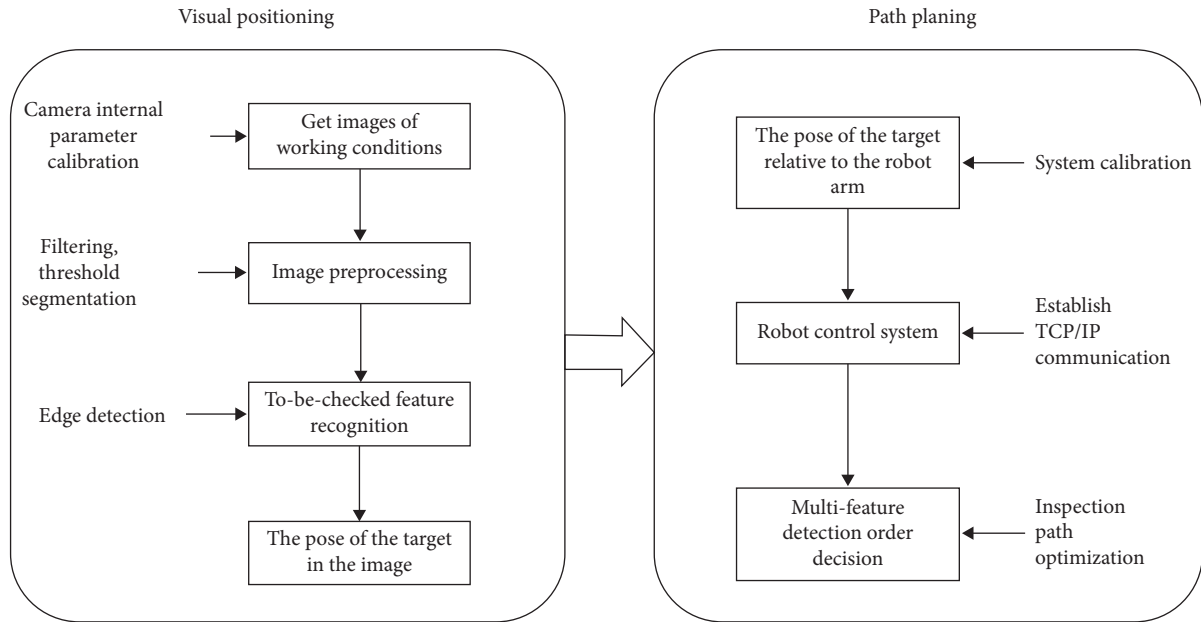 Visual positioning
Camera internal
parameter
calibration
Get images of
working conditions
Filtering,
threshold
segmentation
Image preprocessing
Edge detection
To-be-checked feature
recognition
The pose of the target
in the image
Path planing
The pose of the target
relative to the robot
arm
System calibration
Robot control system
Establish
TCP/IP
communication
Multi-feature
detection order
decision
Inspection
path
optimization